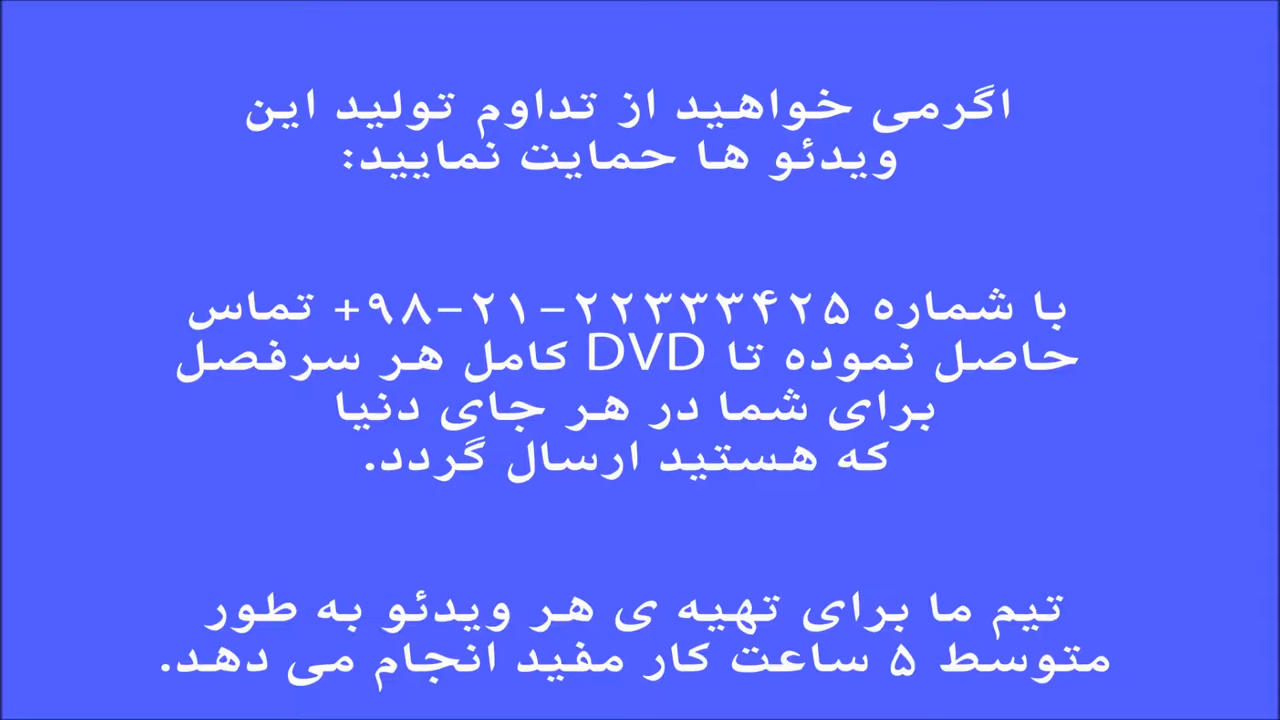 اگرمی خواهید از تداوم تولید این
ویدئو ها حمایت نمایید:
با شماره ۲۲۳۳۳۴۲۵-۲۱-۹۸+ تماس
حاصل نموده تا DVD کامل هر سرفصل
برای شما در هر جای دنیا
که هستید ارسال گردد.
تیم ما برای تهیه ی هر ویدئو به طور
متوسط ۵ ساعت کار مفید انجام می دهد.